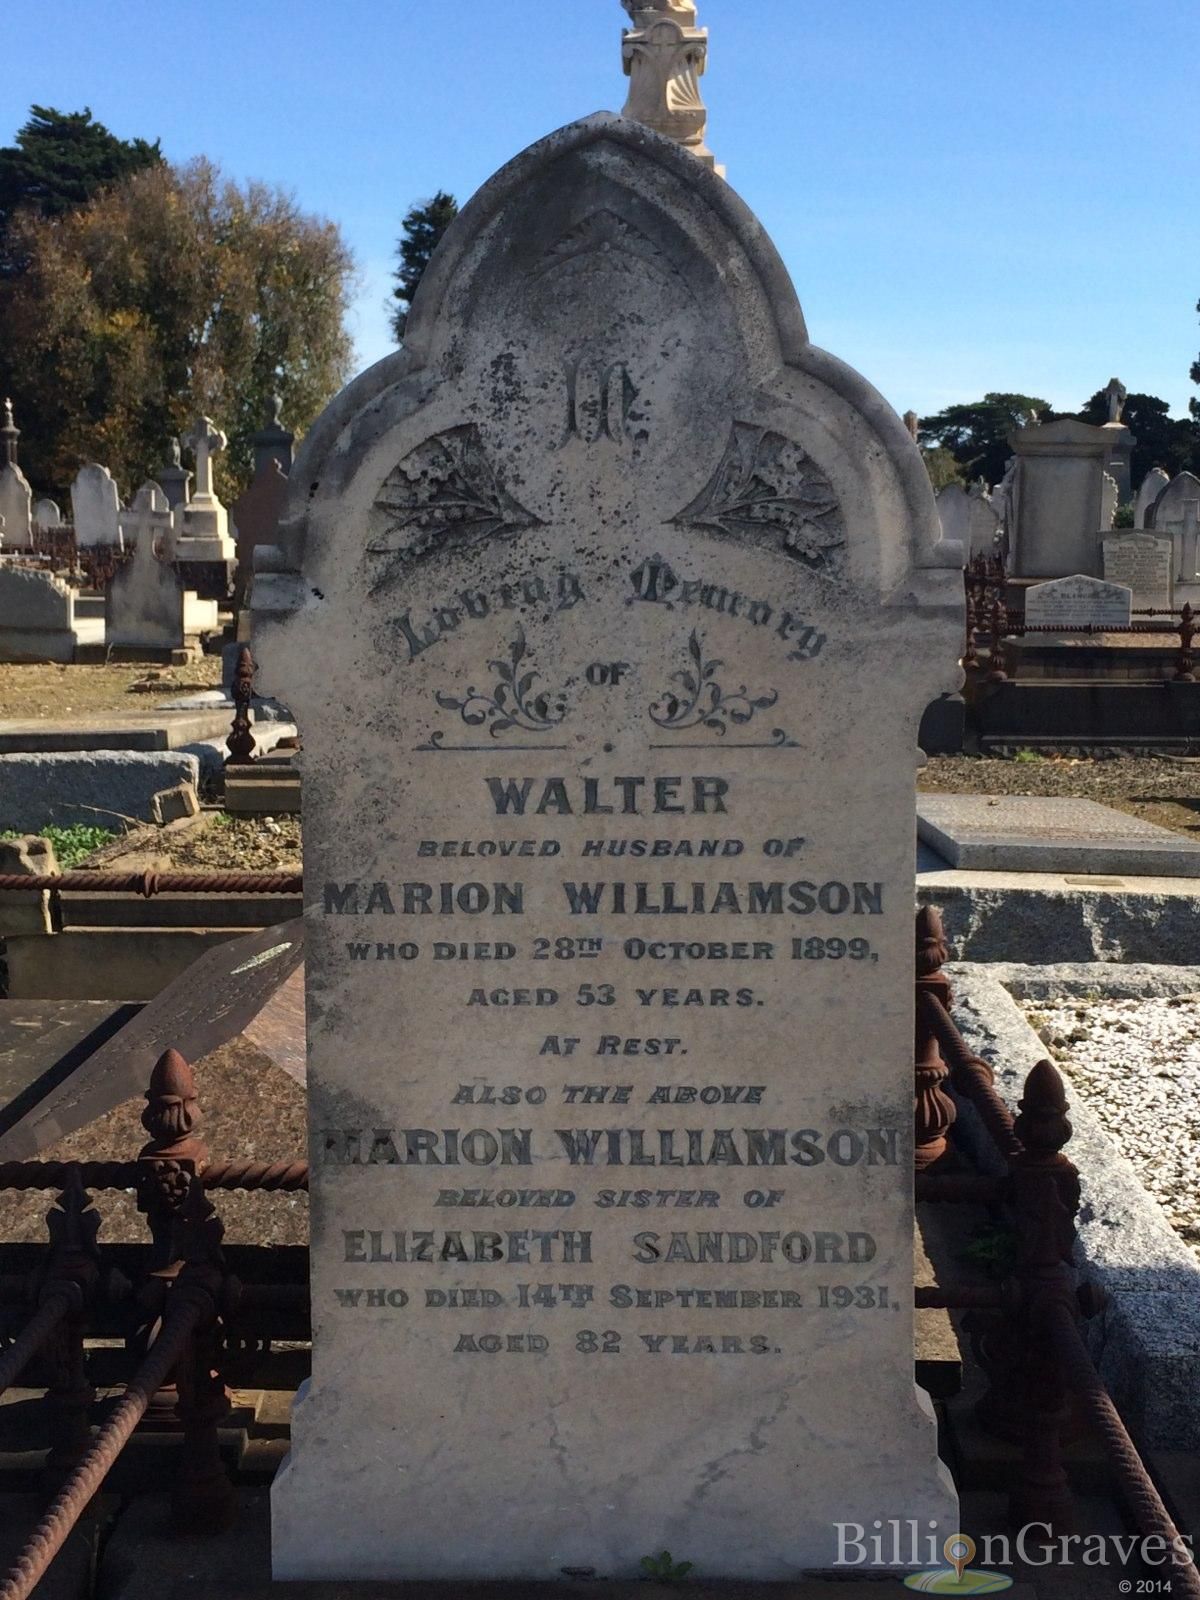 In
Loving Memory
OF
WALTER
BELOVED HUSBAND OF
MARION WILLIAMSON
WHO DIED 28TH OCTOBER 1899,
AGED 53 YEARS.
AT REST.
ALSO THE ABOVE
MARION WILLIAMSON
BELOVED SISTER OF
ELIZABETH SANDFORD
WHO DIED 14TH SEPTEMBER 1931,
AGED 82 YEARS.
BillionGraves
© 2014